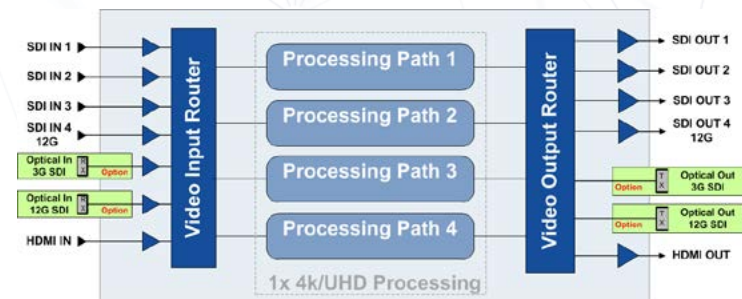 SDI IN 1
SDI IN 2
SDI IN 3
SDI IN 4
12G
Optical In
3G SDI
R
X
Option
Optical In
12G SDI
R
X
Option
HDMI IN
Video Input Router
Processing Path 1
Processing Path 2
Processing Path 3
Processing Path 4
1x 4k/UHD Processing
Video Output Router
SDI OUT 1
SDI OUT 2
SDI OUT 3
SDI OUT 4
12G
Option
T
X
Optical Out
3G SDI
Option
T
X
Optical Out
12G SDI
HDMI OUT